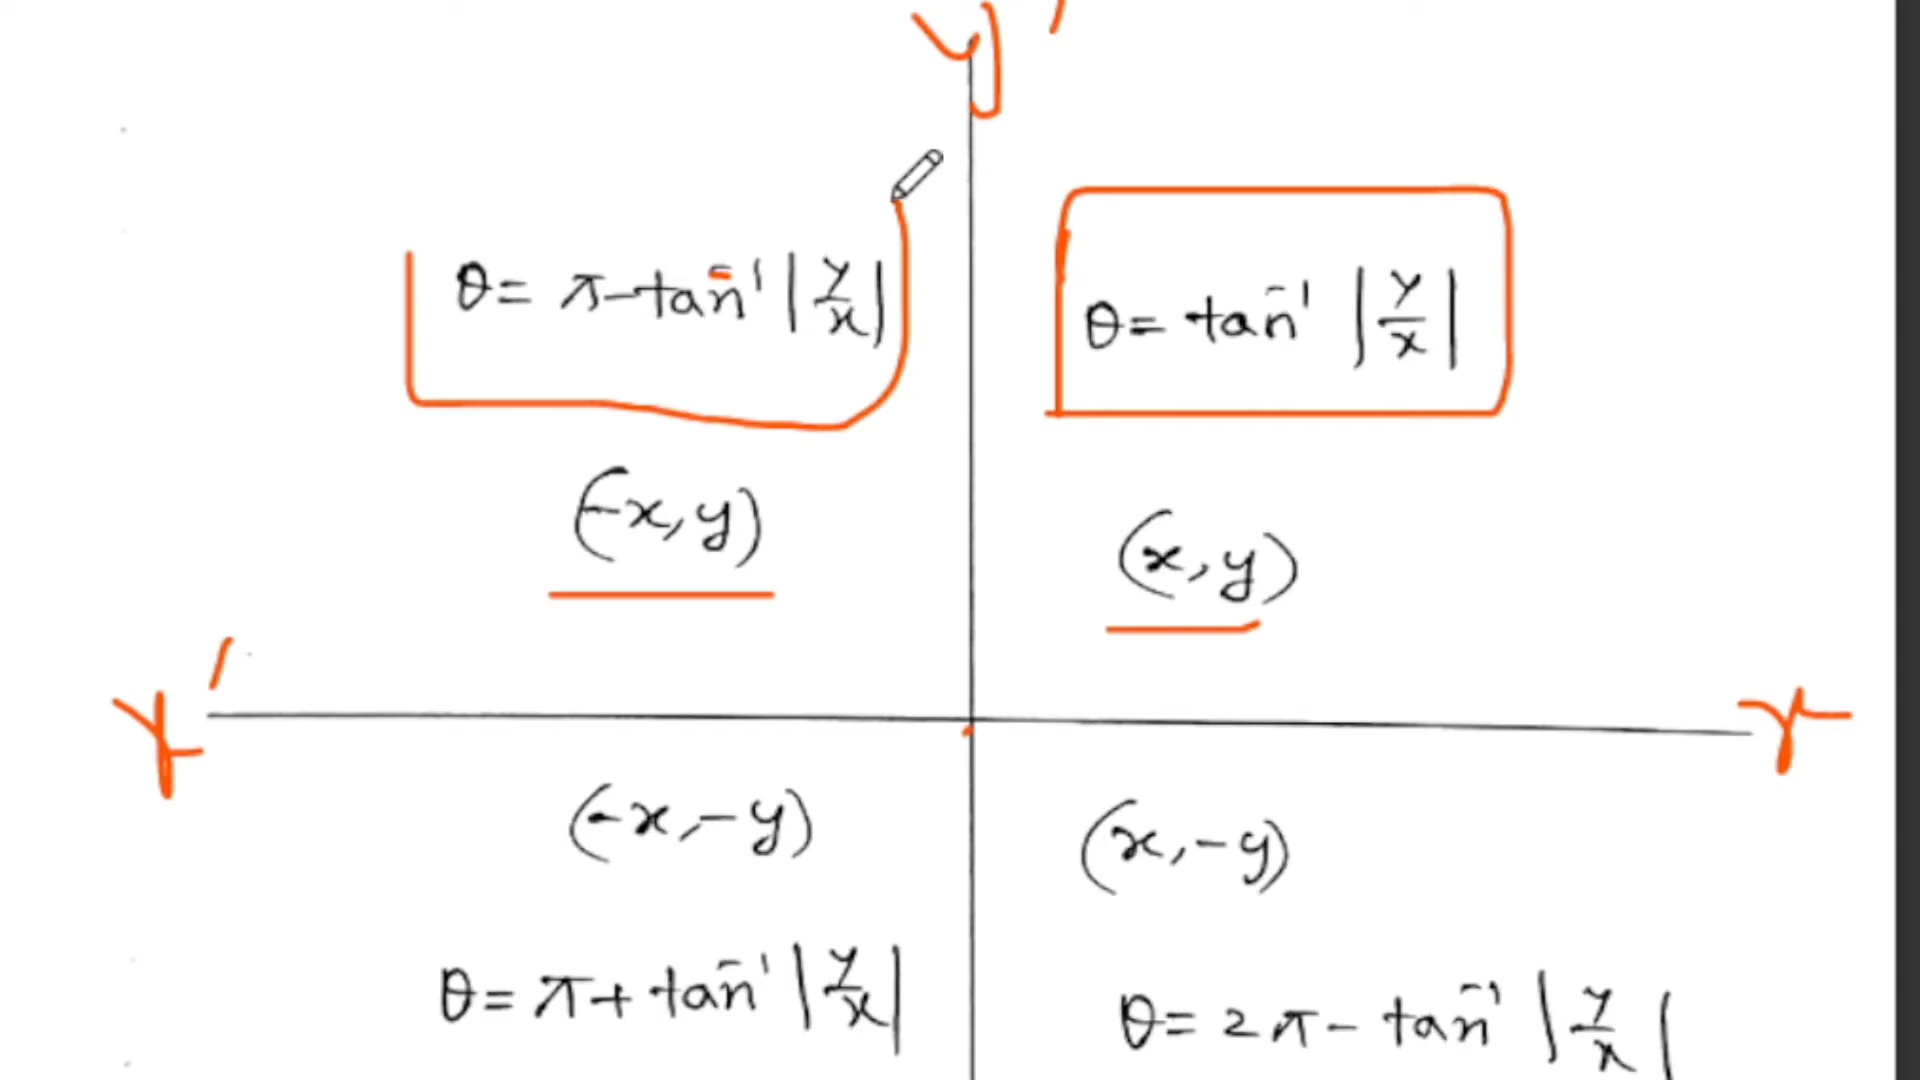 y '
θ = π - tan⁻¹ |y/x|
θ = tan⁻¹ |y/x|
(-x, y)
(x, y)
x'
x
(-x, -y)
(x, -y)
θ = π + tan⁻¹ |y/x|
θ = 2π - tan⁻¹ |y/x|